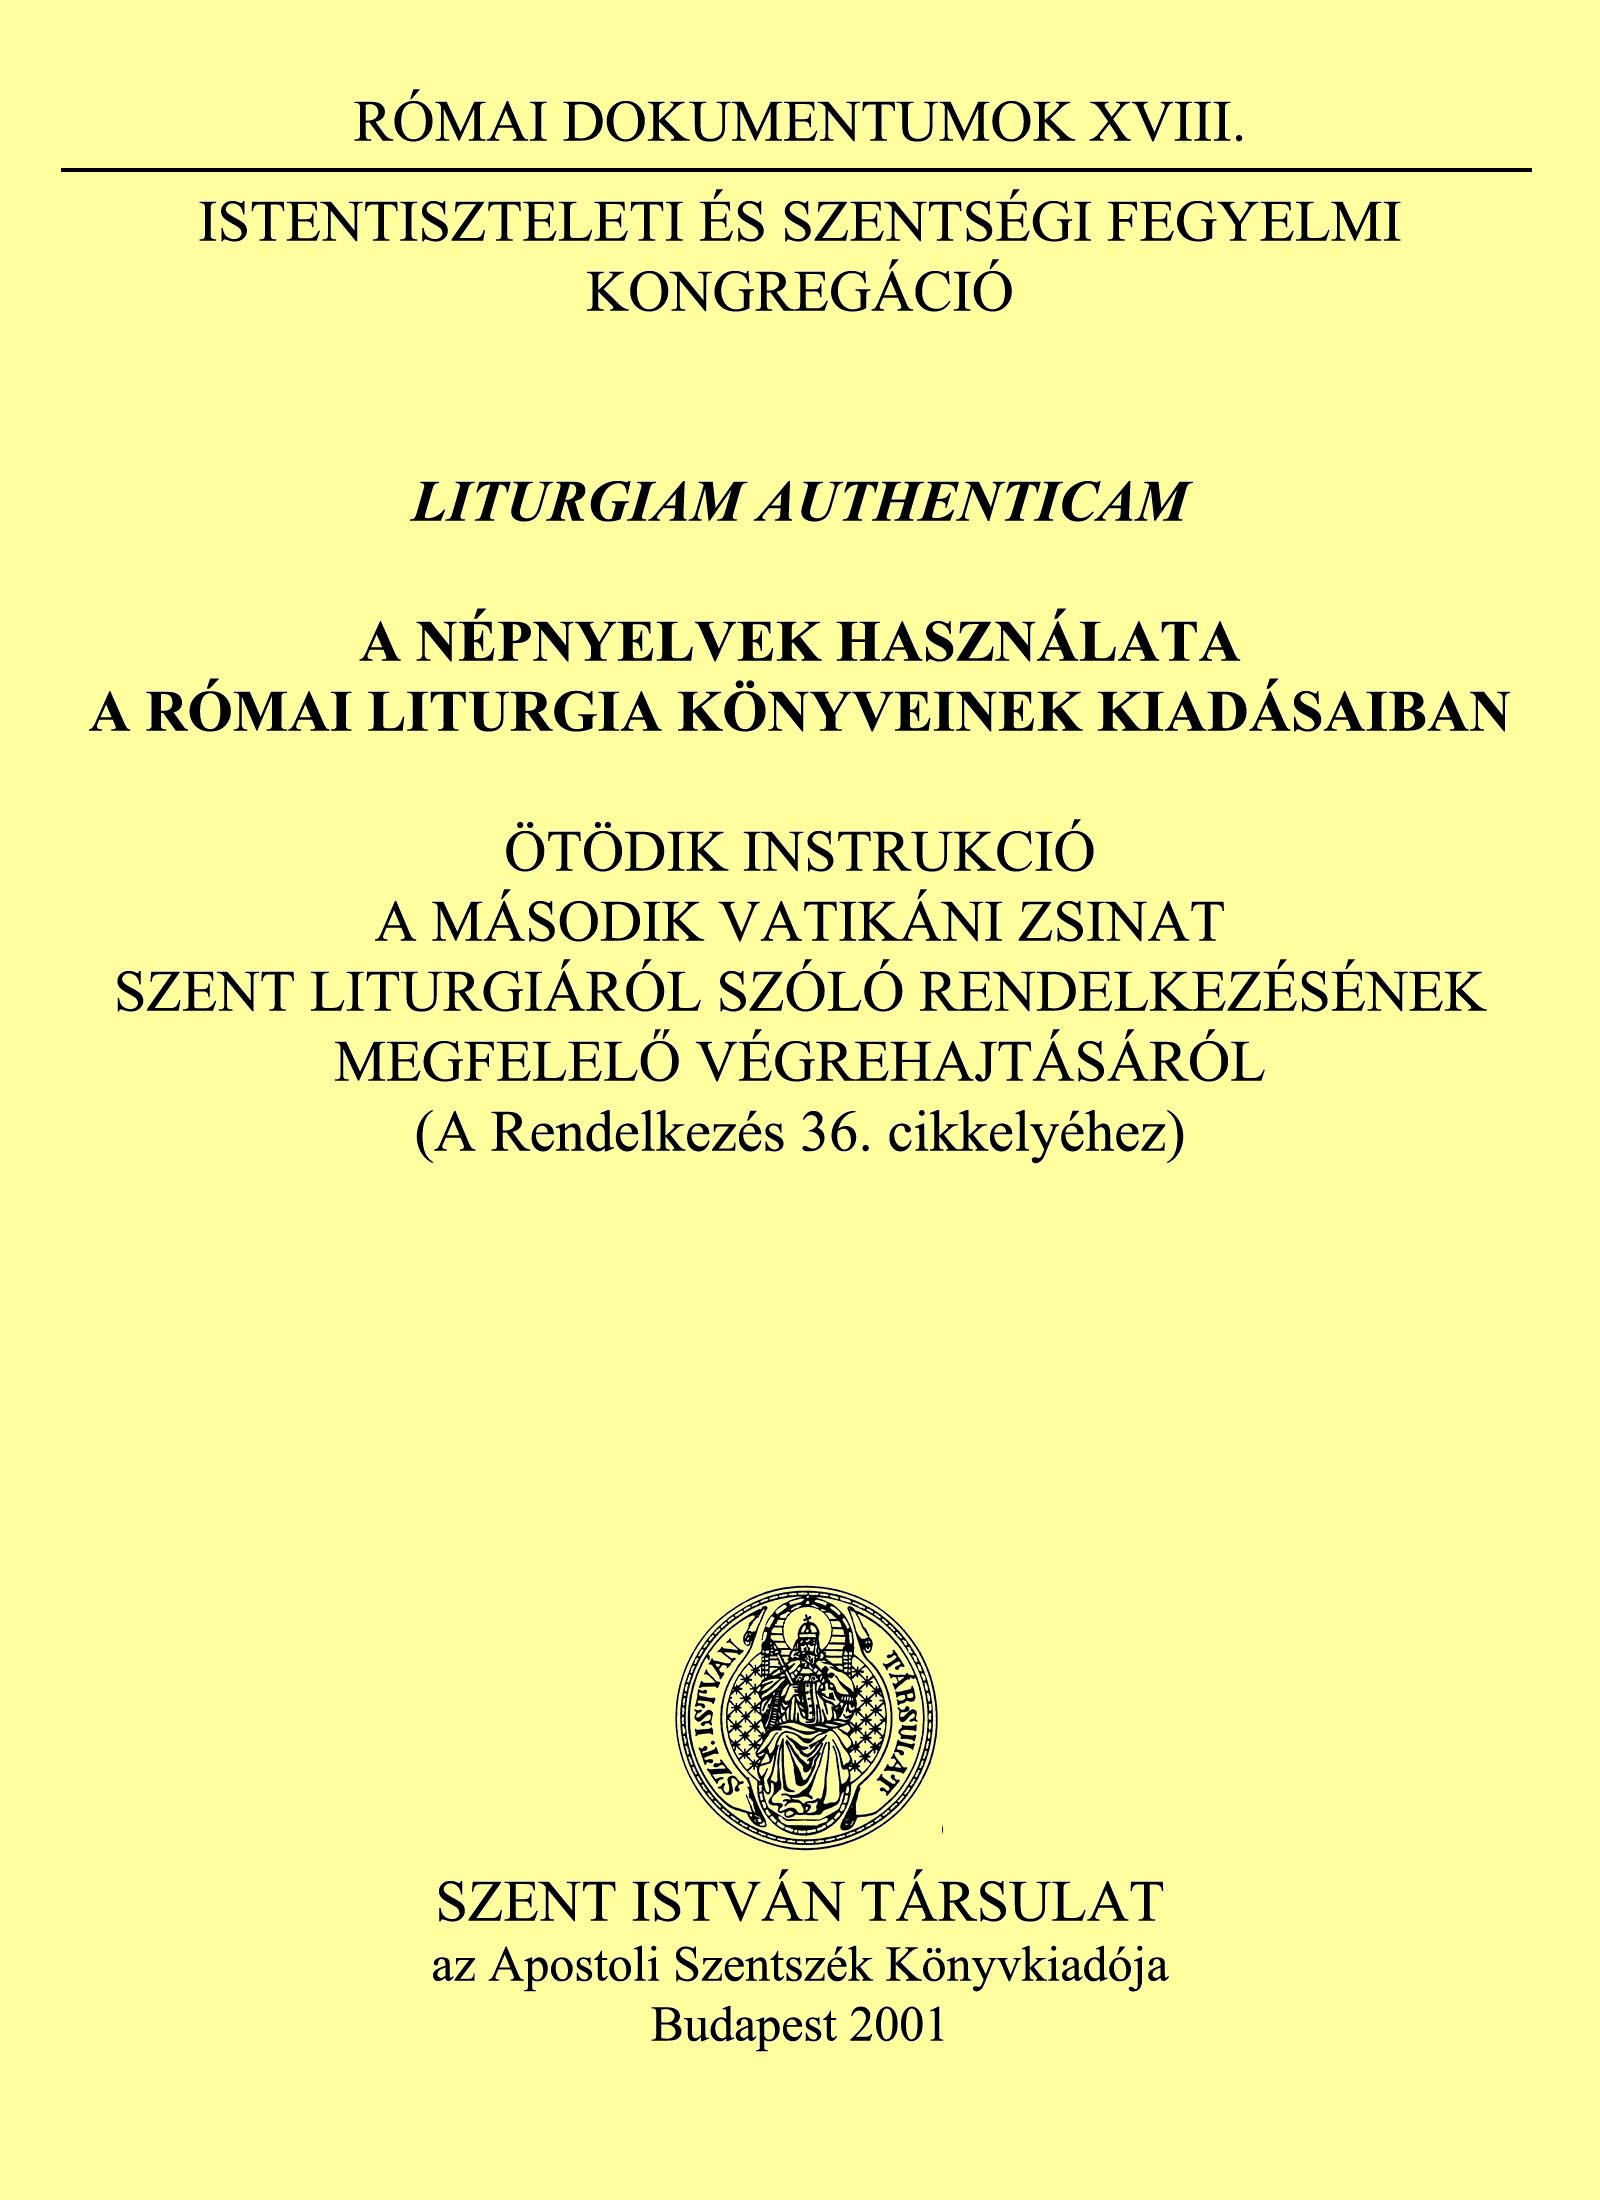 RÓMAI DOKUMENTUMOK XVIII.
ISTENTISZTELETI ÉS SZENTSÉGI FEGYELMI
KONGREGÁCIÓ
LITURGIAM AUTHENTICAM
A NÉPNYELVEK HASZNÁLATA
A RÓMAI LITURGIA KÖNYVEINEK KIADÁSAIBAN
ÖTÖDIK INSTRUKCIÓ
A MÁSODIK VATIKÁNI ZSINAT
SZENT LITURGIÁRÓL SZÓLÓ RENDELKEZÉSÉNEK
MEGFELELŐ VÉGREHAJTÁSÁRÓL
(A Rendelkezés 36. cikkelyéhez)
SZT. ISTVÁN TÁRSULAT
SZENT ISTVÁN TÁRSULAT
az Apostoli Szentszék Könyvkiadója
Budapest 2001